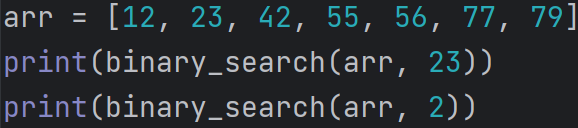 arr = [12, 23, 42, 55, 56, 77, 79]
print(binary_search(arr, 23))
print(binary_search(arr, 2))